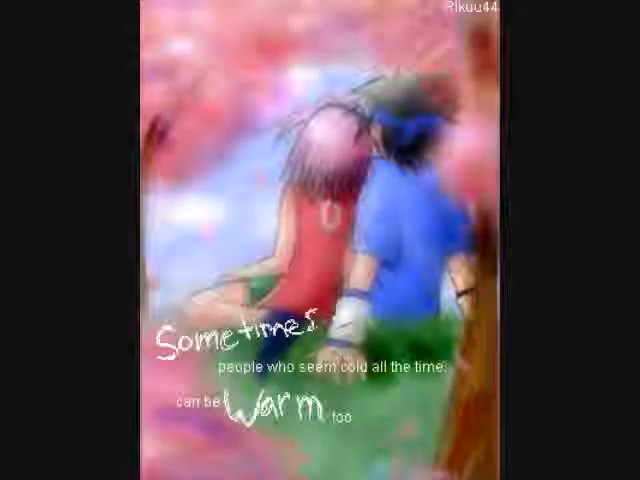 Rikuu44
Sometimes
people who seem cold all the time.
can be Warm too